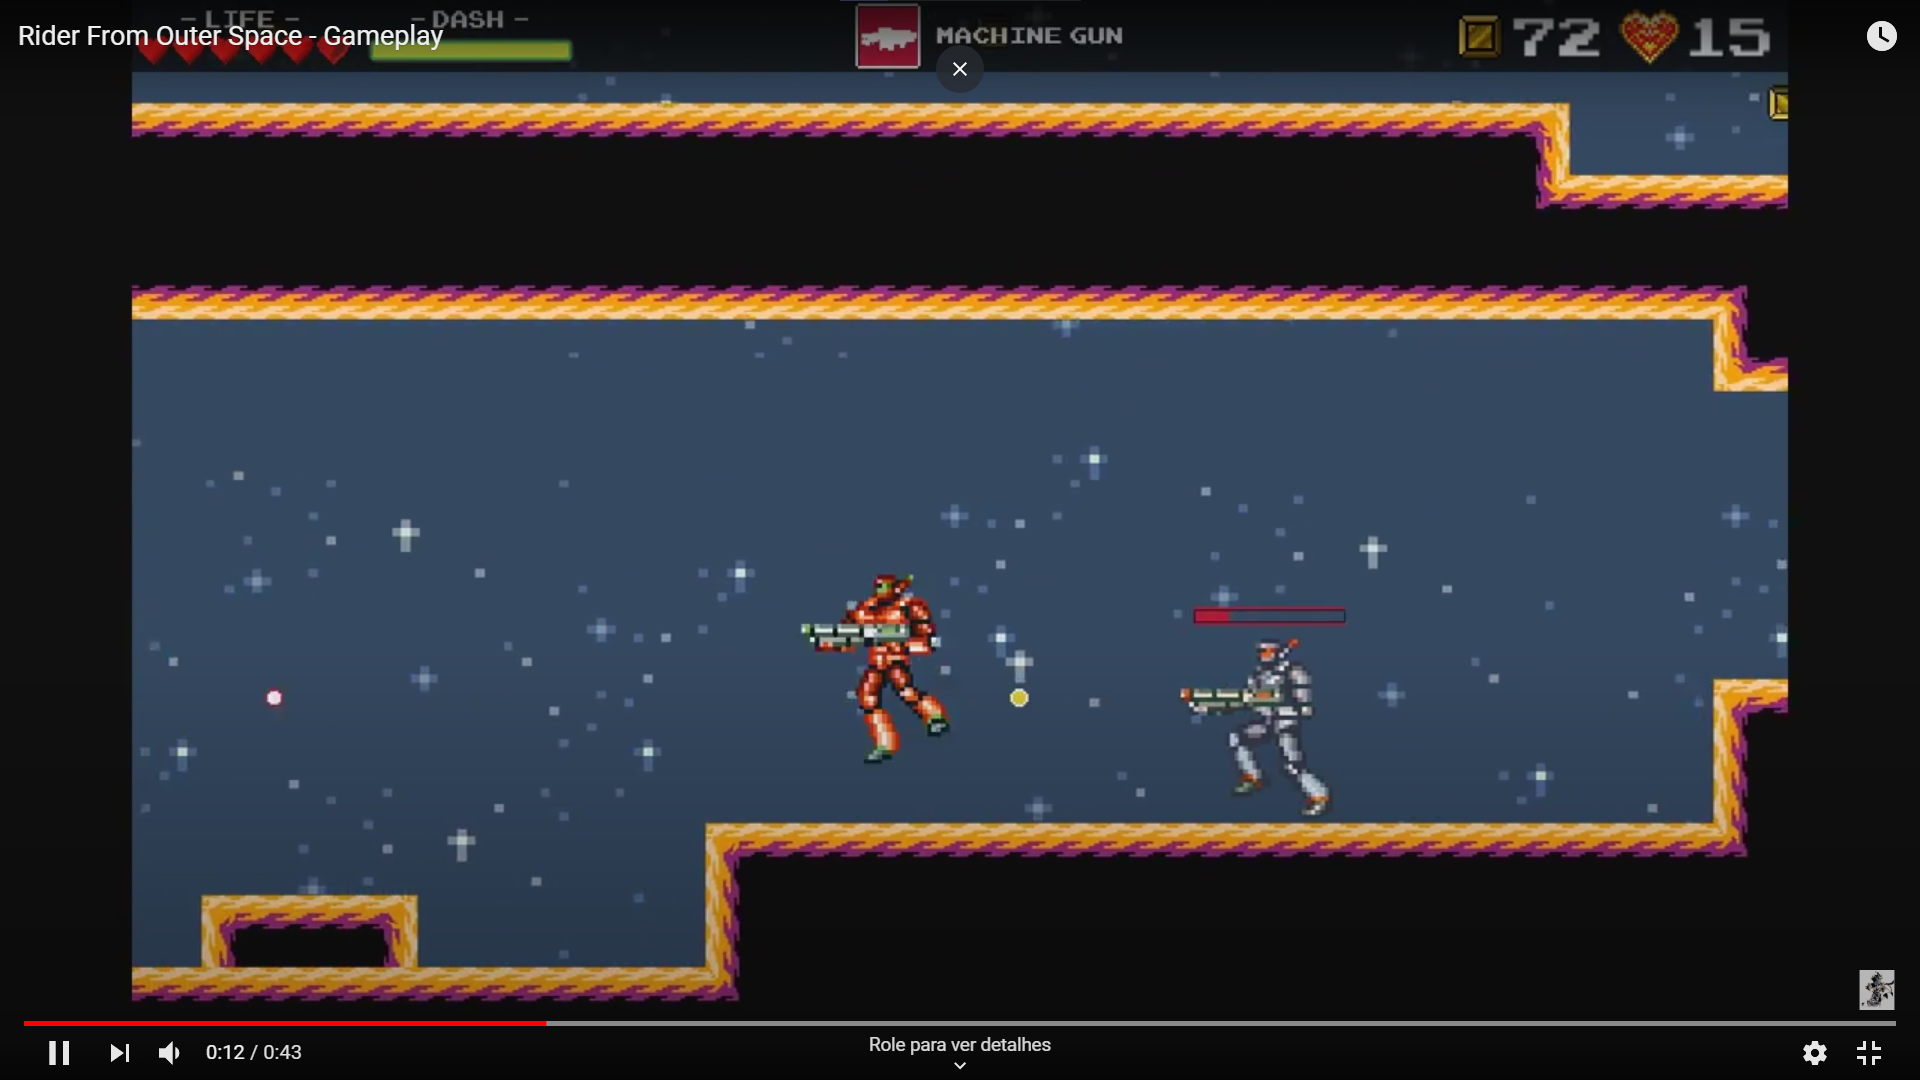 - LIFE -
- DASH -
Rider From Outer Space - Gameplay
MACHINE GUN
72
15
0:12 / 0:43
Role para ver detalhes